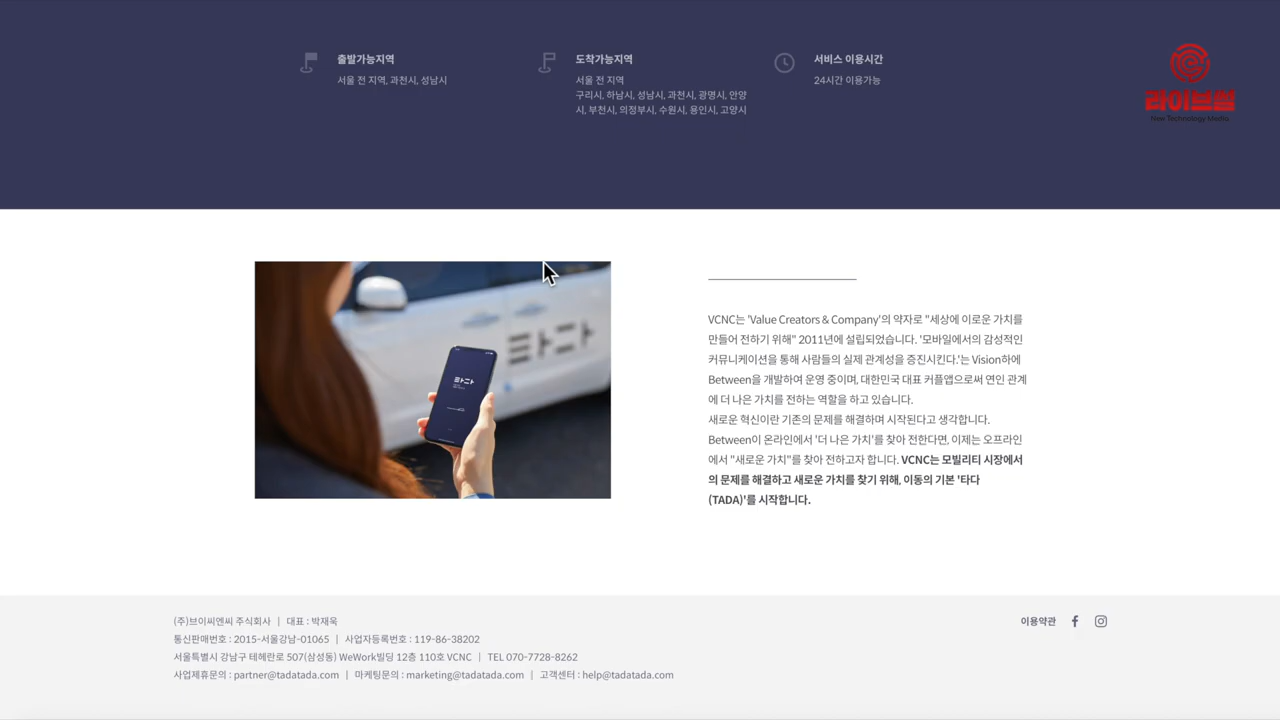 출발가능지역
서울 전 지역, 과천시, 성남시
도착가능지역
서울 전 지역
구리시, 하남시, 성남시, 과천시, 광명시, 안양
시, 부천시, 의정부시, 수원시, 용인시, 고양시
서비스 이용시간
24시간 이용가능
라이브썰
New Technology Media
타다
타다
VCNC는 'Value Creators & Company'의 약자로 "세상에 이로운 가치를
만들어 전하기 위해" 2011년에 설립되었습니다. '모바일에서의 감성적인
커뮤니케이션을 통해 사람들의 실제 관계성을 증진시킨다.'는 Vision하에
Between을 개발하여 운영 중이며, 대한민국 대표 커플앱으로써 연인 관계
에 더 나은 가치를 전하는 역할을 하고 있습니다.
새로운 혁신이란 기존의 문제를 해결하며 시작된다고 생각합니다.
Between이 온라인에서 '더 나은 가치'를 찾아 전한다면, 이제는 오프라인
에서 "새로운 가치"를 찾아 전하고자 합니다. VCNC는 모빌리티 시장에서
의 문제를 해결하고 새로운 가치를 찾기 위해, 이동의 기본 '타다
(TADA)'를 시작합니다.
(주)브이씨엔씨 주식회사 | 대표 : 박재욱
이용약관
통신판매번호 : 2015-서울강남-01065 | 사업자등록번호 : 119-86-38202
서울특별시 강남구 테헤란로 507(삼성동) WeWork빌딩 12층 110호 VCNC | TEL 070-7728-8262
사업제휴문의 : partner@tadatada.com | 마케팅문의 : marketing@tadatada.com | 고객센터 : help@tadatada.com